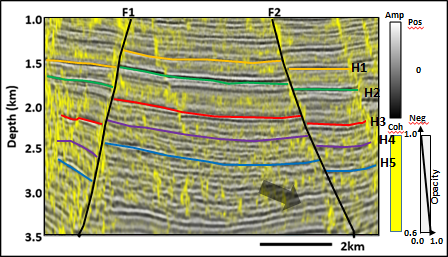 F1 F2
Amp
Pos
0
Neg
Coh
1.0
0.6
Opacity
0.0 1.0
Depth (km)
1.0
1.5
2.0
2.5
3.0
3.5
H1
H2
H3
H4
H5
2km